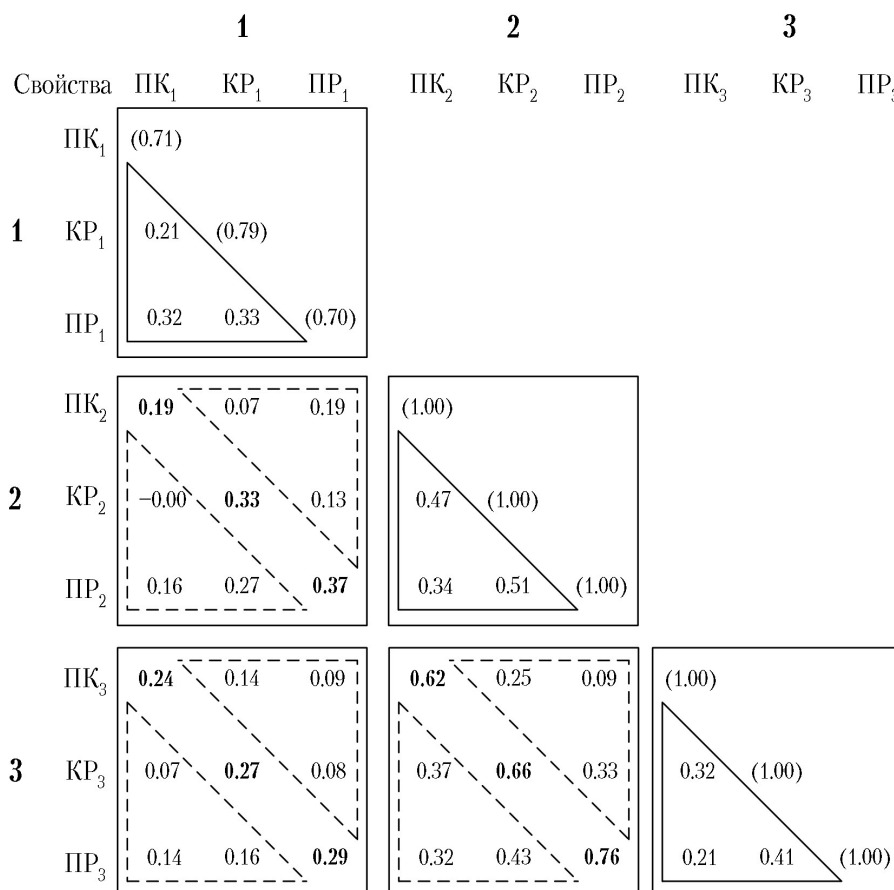 1 2 3
Свойства ПК₁ КР₁ ПР₁ ПК₂ КР₂ ПР₂ ПК₃ КР₃ ПР₃
ПК₁ (0.71)
1 КР₁ 0.21 (0.79)
ПР₁ 0.32 0.33 (0.70)
ПК₂ 0.19 0.07 0.19 (1.00)
2 КР₂ −0.00 0.33 0.13 0.47 (1.00)
ПР₂ 0.16 0.27 0.37 0.34 0.51 (1.00)
ПК₃ 0.24 0.14 0.09 0.62 0.25 0.09 (1.00)
3 КР₃ 0.07 0.27 0.08 0.37 0.66 0.33 0.32 (1.00)
ПР₃ 0.14 0.16 0.29 0.32 0.43 0.76 0.21 0.41 (1.00)